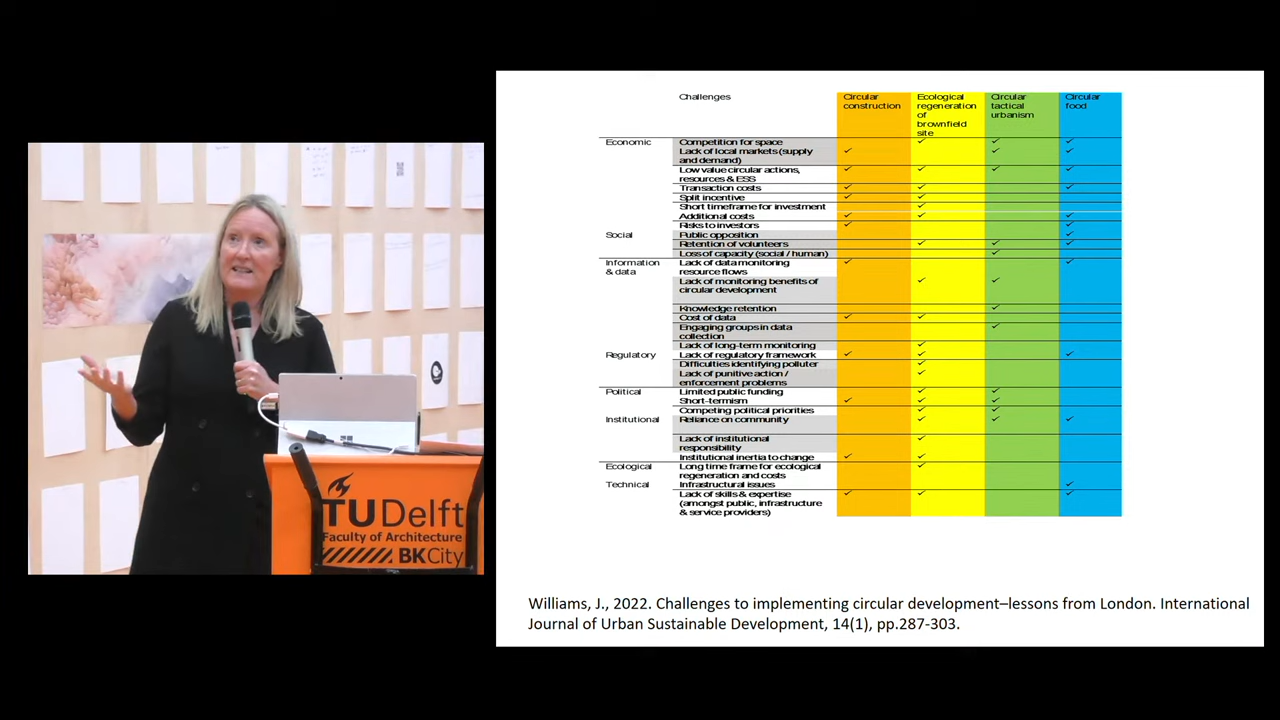 Challenges
Circular
construction
Ecological
regeneration
of
brownfield
site
Circular
tactical
urbanism
Circular
food
Economic
Competition for space
✓ ✓ ✓
Lack of local markets (supply
and demand)
✓ ✓ ✓
Low value circular actions,
resources & ESS
✓ ✓ ✓ ✓
Transaction costs
✓ ✓ ✓
Split incentive
✓ ✓
Short timeframe for investment
✓
Additional costs
✓ ✓ ✓
Risks to investors
✓ ✓
Social
Public opposition
✓
Retention of volunteers
✓ ✓ ✓
Loss of capacity (social / human)
✓
Information
& data
Lack of data monitoring
resource flows
✓ ✓
Lack of monitoring benefits of
circular development
✓ ✓
Knowledge retention
✓
Cost of data
✓ ✓
Engaging groups in data
collection
✓
Lack of long-term monitoring
✓
Regulatory
Lack of regulatory framework
✓ ✓ ✓
Difficulties identifying polluter
✓
Lack of punitive action /
enforcement problems
✓
Political
Limited public funding
✓ ✓
Short-termism
✓ ✓ ✓
Competing political priorities
✓ ✓
Institutional
Reliance on community
✓ ✓ ✓
Lack of institutional
responsibility
✓
Institutional inertia to change
✓ ✓
Ecological
Long time frame for ecological
regeneration and costs
✓
Technical
Infrastructural issues
✓
Lack of skills & expertise
(amongst public, infrastructure
& service providers)
✓ ✓ ✓
Williams, J., 2022. Challenges to implementing circular development–lessons from London. International
Journal of Urban Sustainable Development, 14(1), pp.287-303.
TU Delft
Faculty of Architecture
BK City